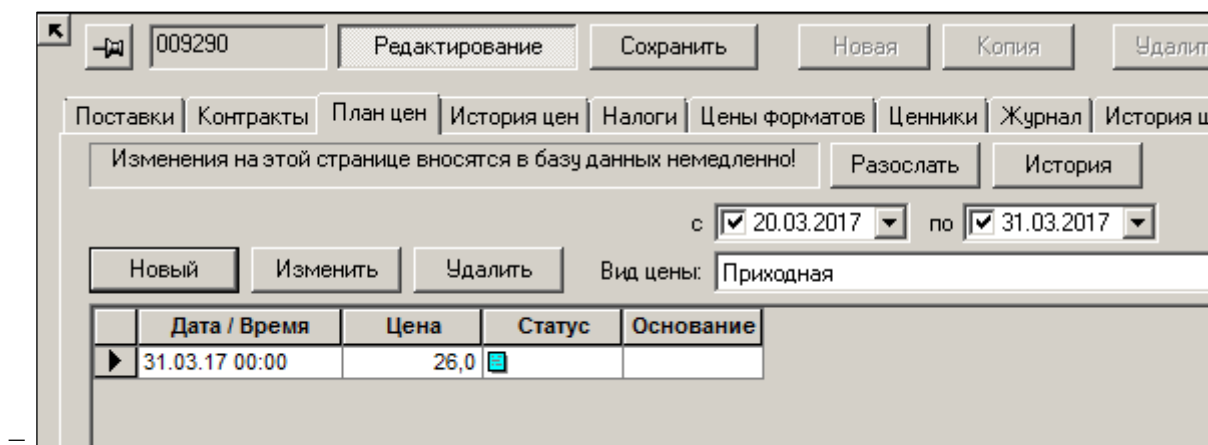 009290 Редактирование Сохранить Новая Копия Удалит
Поставки Контракты План цен История цен Налоги Цены форматов Ценники Журнал История ц
Изменения на этой странице вносятся в базу данных немедленно! Разослать История
с 20.03.2017 по 31.03.2017
Новый Изменить Удалить Вид цены: Приходная
Дата / Время Цена Статус Основание
31.03.17 00:00 26,0